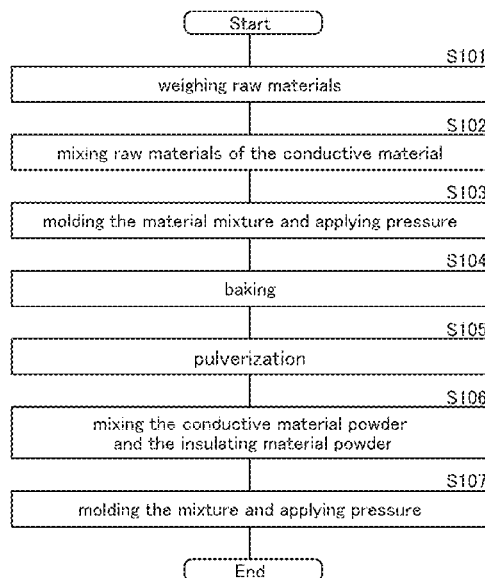 Start
S101
weighing raw materials
S102
mixing raw materials of the conductive material
S103
molding the material mixture and applying pressure
S104
baking
S105
pulverization
S106
mixing the conductive material powder
and the insulating material powder
S107
molding the mixture and applying pressure
End